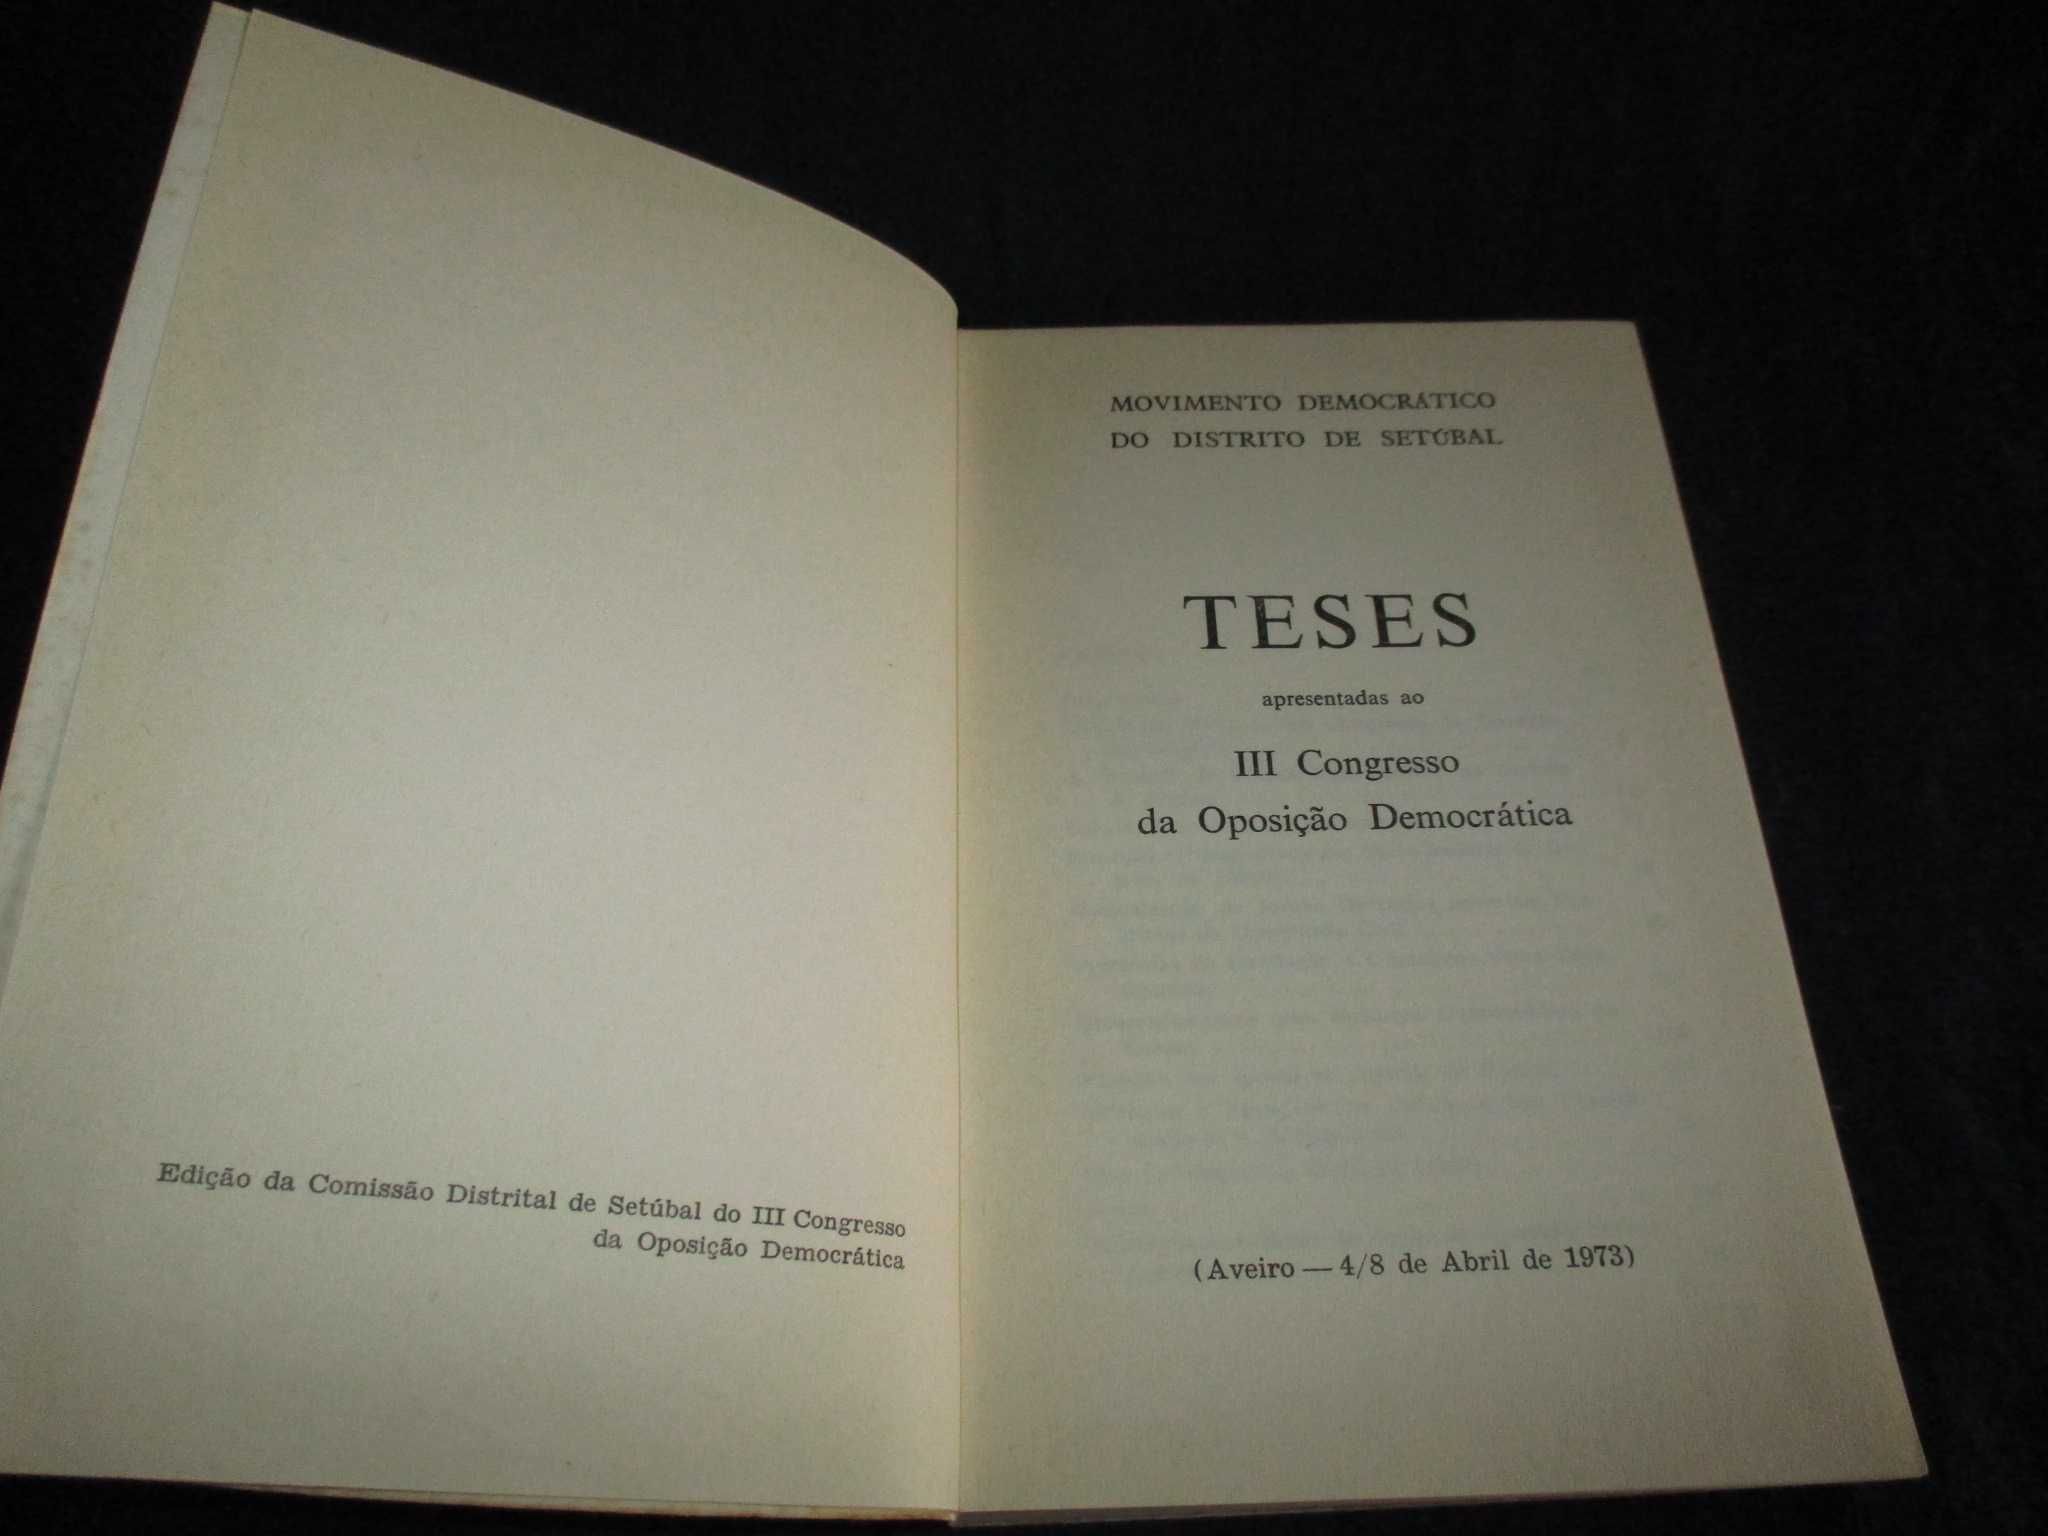 Edição da Comissão Distrital de Setúbal do III Congresso
da Oposição Democrática
MOVIMENTO DEMOCRÁTICO
DO DISTRITO DE SETÚBAL
TESES
apresentadas ao
III Congresso
da Oposição Democrática
(Aveiro — 4/8 de Abril de 1973)